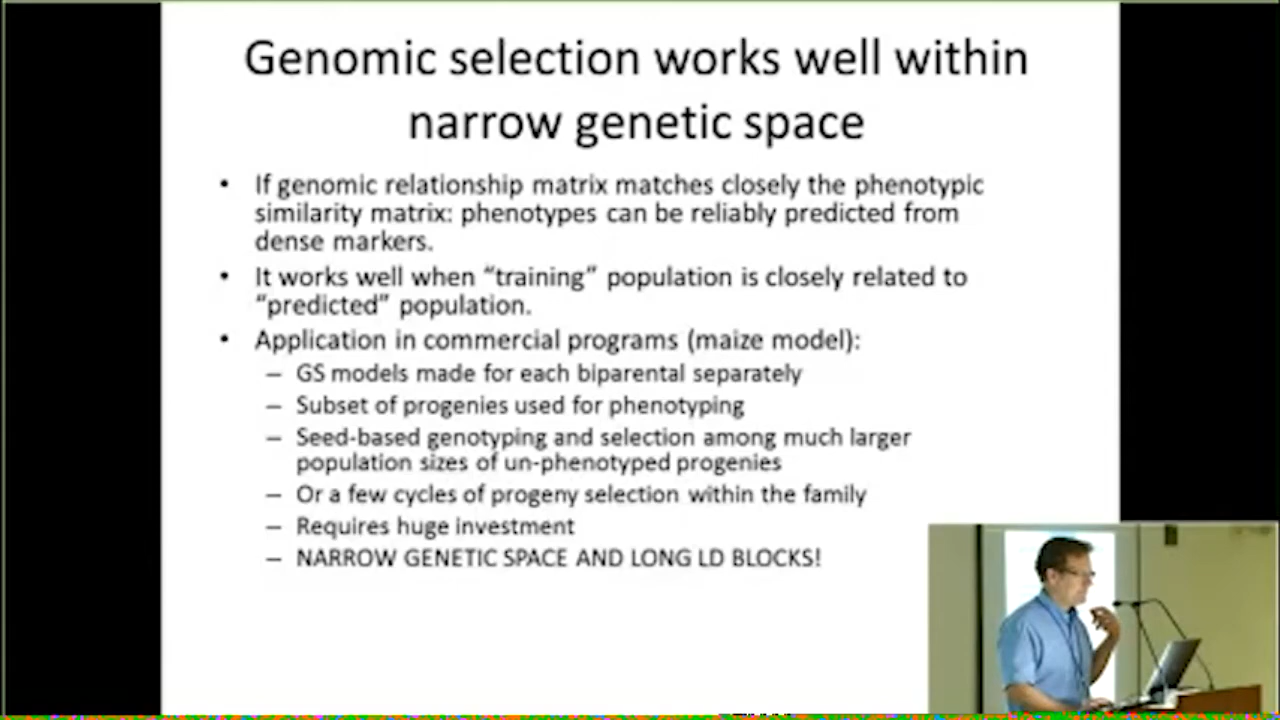 Genomic selection works well within
narrow genetic space
• If genomic relationship matrix matches closely the phenotypic
similarity matrix: phenotypes can be reliably predicted from
dense markers.
• It works well when “training” population is closely related to
“predicted” population.
• Application in commercial programs (maize model):
– GS models made for each biparental separately
– Subset of progenies used for phenotyping
– Seed-based genotyping and selection among much larger
population sizes of un-phenotyped progenies
– Or a few cycles of progeny selection within the family
– Requires huge investment
– NARROW GENETIC SPACE AND LONG LD BLOCKS!